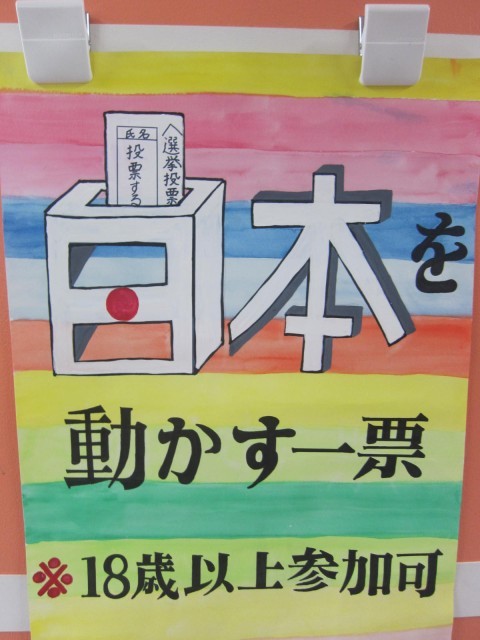 選挙投票
氏名
投票する
日本を
動かす一票
※18歳以上参加可